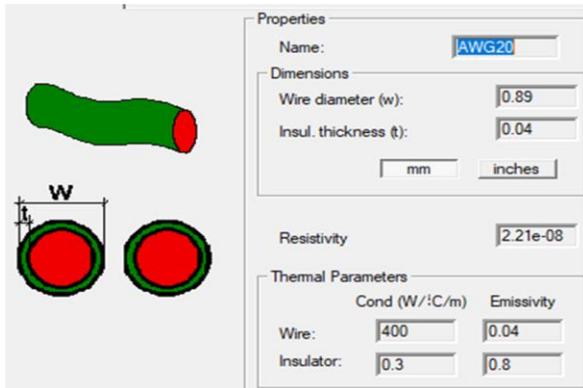 Properties
Name: AWG20
Dimensions
Wire diameter (w): 0.89
Insul. thickness (t): 0.04
mm inches
W
t
Resistivity 2.21e-08
Thermal Parameters
Cond (W/¦C/m) Emissivity
Wire: 400 0.04
Insulator: 0.3 0.8